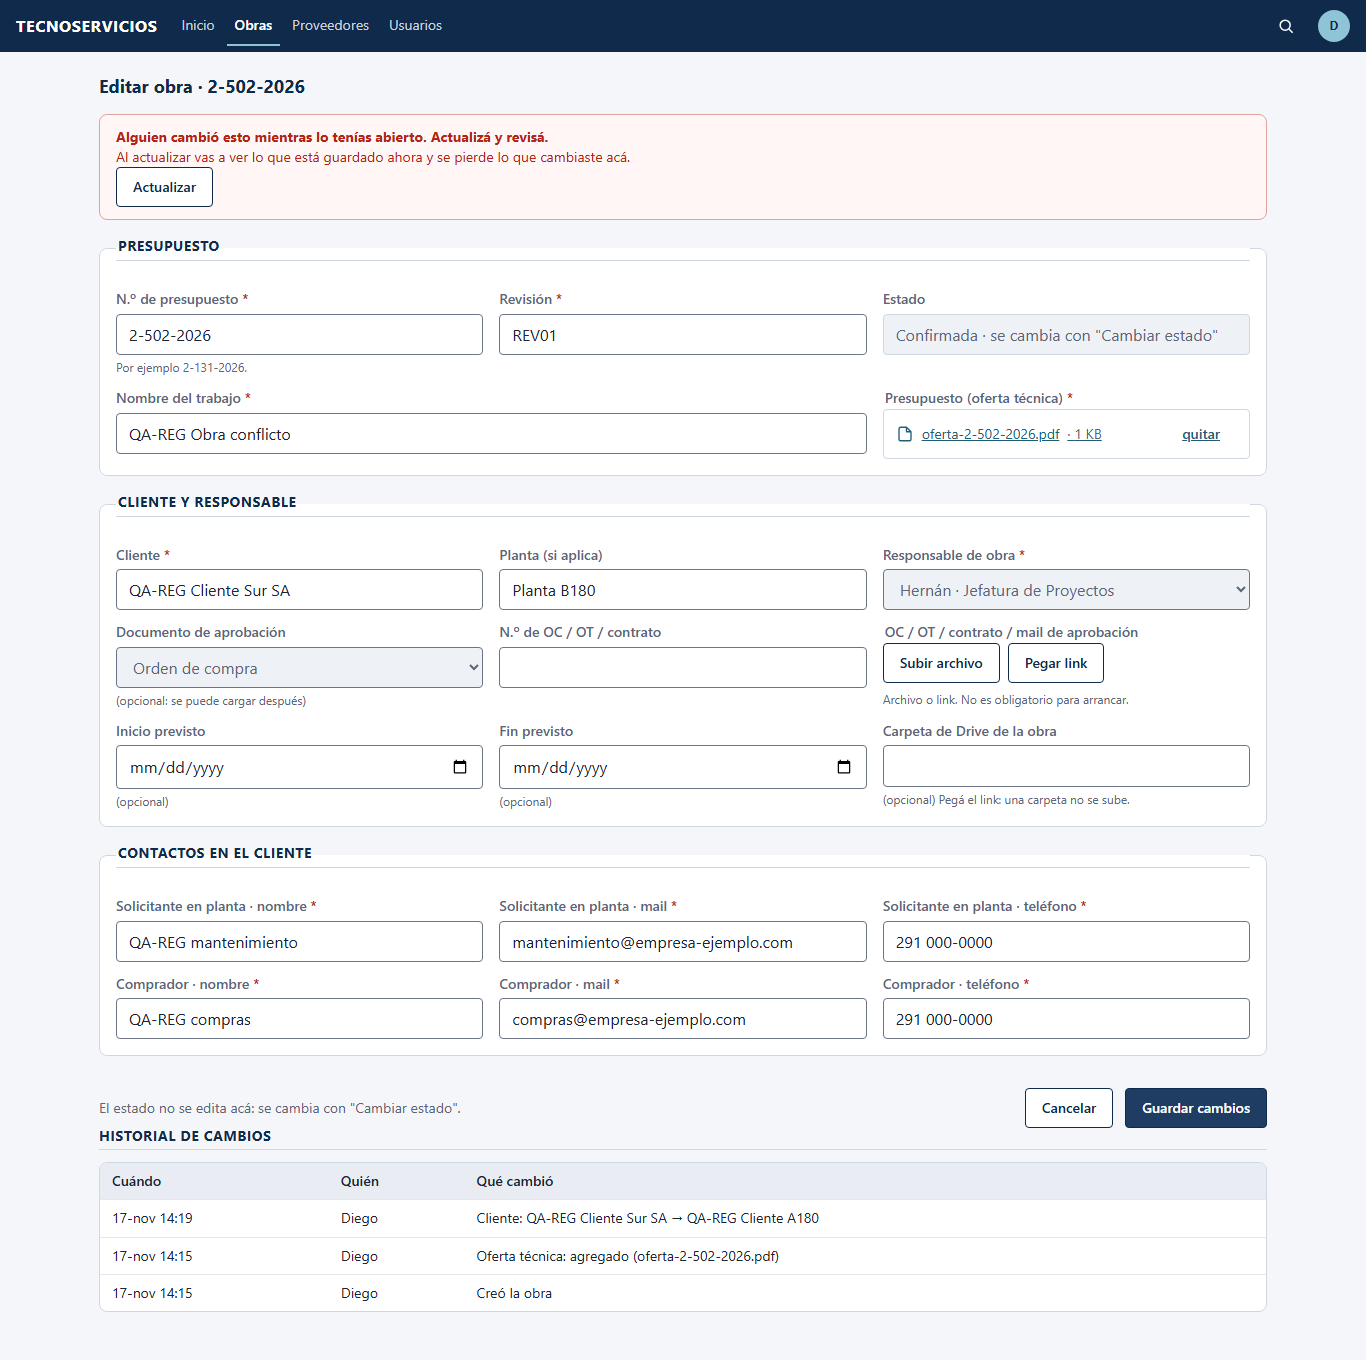 TECNOSERVICIOS Inicio Obras Proveedores Usuarios D
Editar obra · 2-502-2026
Alguien cambió esto mientras lo tenías abierto. Actualizá y revisá.
Al actualizar vas a ver lo que está guardado ahora y se pierde lo que cambiaste acá.
Actualizar
PRESUPUESTO
N.º de presupuesto * Revisión * Estado
2-502-2026 REV01 Confirmada · se cambia con "Cambiar estado"
Por ejemplo 2-131-2026.
Nombre del trabajo * Presupuesto (oferta técnica) *
QA-REG Obra conflicto oferta-2-502-2026.pdf · 1 KB quitar
CLIENTE Y RESPONSABLE
Cliente * Planta (si aplica) Responsable de obra *
QA-REG Cliente Sur SA Planta B180 Hernán · Jefatura de Proyectos
Documento de aprobación N.º de OC / OT / contrato OC / OT / contrato / mail de aprobación
Orden de compra Subir archivo Pegar link
(opcional: se puede cargar después) Archivo o link. No es obligatorio para arrancar.
Inicio previsto Fin previsto Carpeta de Drive de la obra
mm/dd/yyyy mm/dd/yyyy
(opcional) (opcional) (opcional) Pegá el link: una carpeta no se sube.
CONTACTOS EN EL CLIENTE
Solicitante en planta · nombre * Solicitante en planta · mail * Solicitante en planta · teléfono *
QA-REG mantenimiento mantenimiento@empresa-ejemplo.com 291 000-0000
Comprador · nombre * Comprador · mail * Comprador · teléfono *
QA-REG compras compras@empresa-ejemplo.com 291 000-0000
El estado no se edita acá: se cambia con "Cambiar estado". Cancelar Guardar cambios
HISTORIAL DE CAMBIOS
Cuándo Quién Qué cambió
17-nov 14:19 Diego Cliente: QA-REG Cliente Sur SA → QA-REG Cliente A180
17-nov 14:15 Diego Oferta técnica: agregado (oferta-2-502-2026.pdf)
17-nov 14:15 Diego Creó la obra